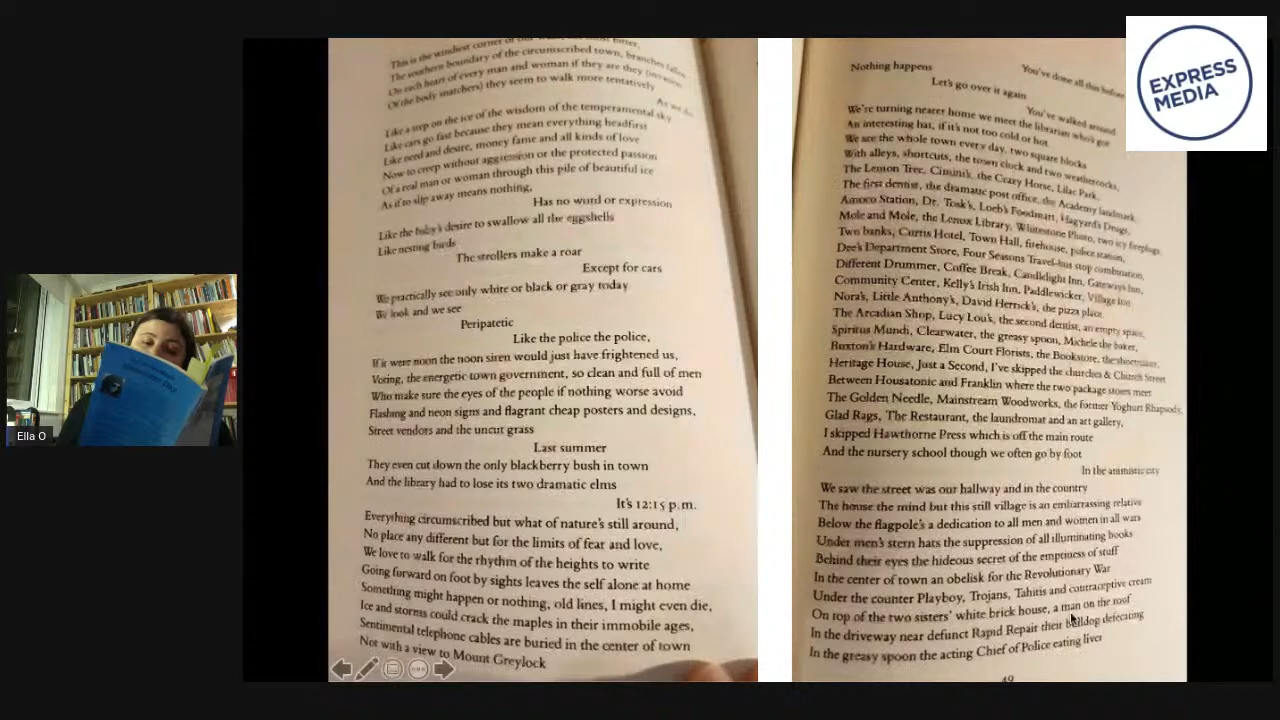 This is the windiest corner of
The southern boundary of the circumscribed town, branches fallen
On each heart of every man and woman if they are they
Of the body snatchers) they seem to walk more tentatively
As we do
Like a step on the ice of the wisdom of the temperamental sky
Like cars go fast because they mean everything headfirst
Like need and desire, money fame and all kinds of love
Now to creep without aggression or the protected passion
Of a real man or woman through this pile of beautiful ice
As if to slip away means nothing,
Has no word or expression
Like the baby's desire to swallow all the eggshells
Like nesting birds
The strollers make a roar
Except for cars
We practically see only white or black or gray today
We look and we see
Peripatetic
Like the police the police,
If it were noon the noon siren would just have frightened us,
Voting, the energetic town government, so clean and full of men
Who make sure the eyes of the people if nothing worse avoid
Flashing and neon signs and flagrant cheap posters and designs,
Street vendors and the uncut grass
Last summer
They even cut down the only blackberry bush in town
And the library had to lose its two dramatic elms
It's 12:15 p.m.
Everything circumscribed but what of nature's still around,
No place any different but for the limits of fear and love,
We love to walk for the rhythm of the heights to write
Going forward on foot by sights leaves the self alone at home
Something might happen or nothing, old lines, I might even die,
Ice and storms could crack the maples in their immobile ages,
Sentimental telephone cables are buried in the center of town
Not with a view to Mount Greylock
Nothing happens
You've done all this before
Let's go over it again
You've walked around
We're turning nearer home we meet the librarian who's got
An interesting hat, if it's not too cold or hot
We see the whole town every day, two square blocks
With alleys, shortcuts, the town clock and two weathercocks,
The Lemon Tree, Cimini's, the Crazy Horse, Lilac Park,
The first dentist, the dramatic post office, the Academy landmark,
Amoco Station, Dr. Tosk's, Loeb's Foodmart, Hagyard's Drugs,
Mole and Mole, the Lenox Library, Whitestone Photo, two icy fireplugs,
Two banks, Curtis Hotel, Town Hall, firehouse, police station,
Dee's Department Store, Four Seasons Travel-bus stop combination,
Different Drummer, Coffee Break, Candlelight Inn, Gateways Inn,
Community Center, Kelly's Irish Inn, Paddlewicker, Village Inn
Nora's, Little Anthony's, David Herrick's, the pizza place
The Arcadian Shop, Lucy Lou's, the second dentist, an empty space,
Spiritus Mundi, Clearwater, the greasy spoon, Michele the baker,
Buxton's Hardware, Elm Court Florists, the Bookstore, the shoemaker,
Heritage House, Just a Second, I've skipped the churches & Church Street
Between Housatonic and Franklin where the two package stores meet
The Golden Needle, Mainstream Woodworks, the former Yoghurt Rhapsody,
Glad Rags, The Restaurant, the laundromat and an art gallery,
I skipped Hawthorne Press which is off the main route
And the nursery school though we often go by foot
In the animistic city
We saw the street was our hallway and in the country
The house the mind but this still village is an embarrassing relative
Below the flagpole's a dedication to all men and women in all wars
Under men's stern hats the suppression of all illuminating books
Behind their eyes the hideous secret of the emptiness of stuff
In the center of town an obelisk for the Revolutionary War
Under the counter Playboy, Trojans, Tahitis and contraceptive cream
On top of the two sisters' white brick house, a man on the roof
In the driveway near defunct Rapid Repair their bulldog defecating
In the greasy spoon the acting Chief of Police eating liver
49
EXPRESS
MEDIA
Ella O